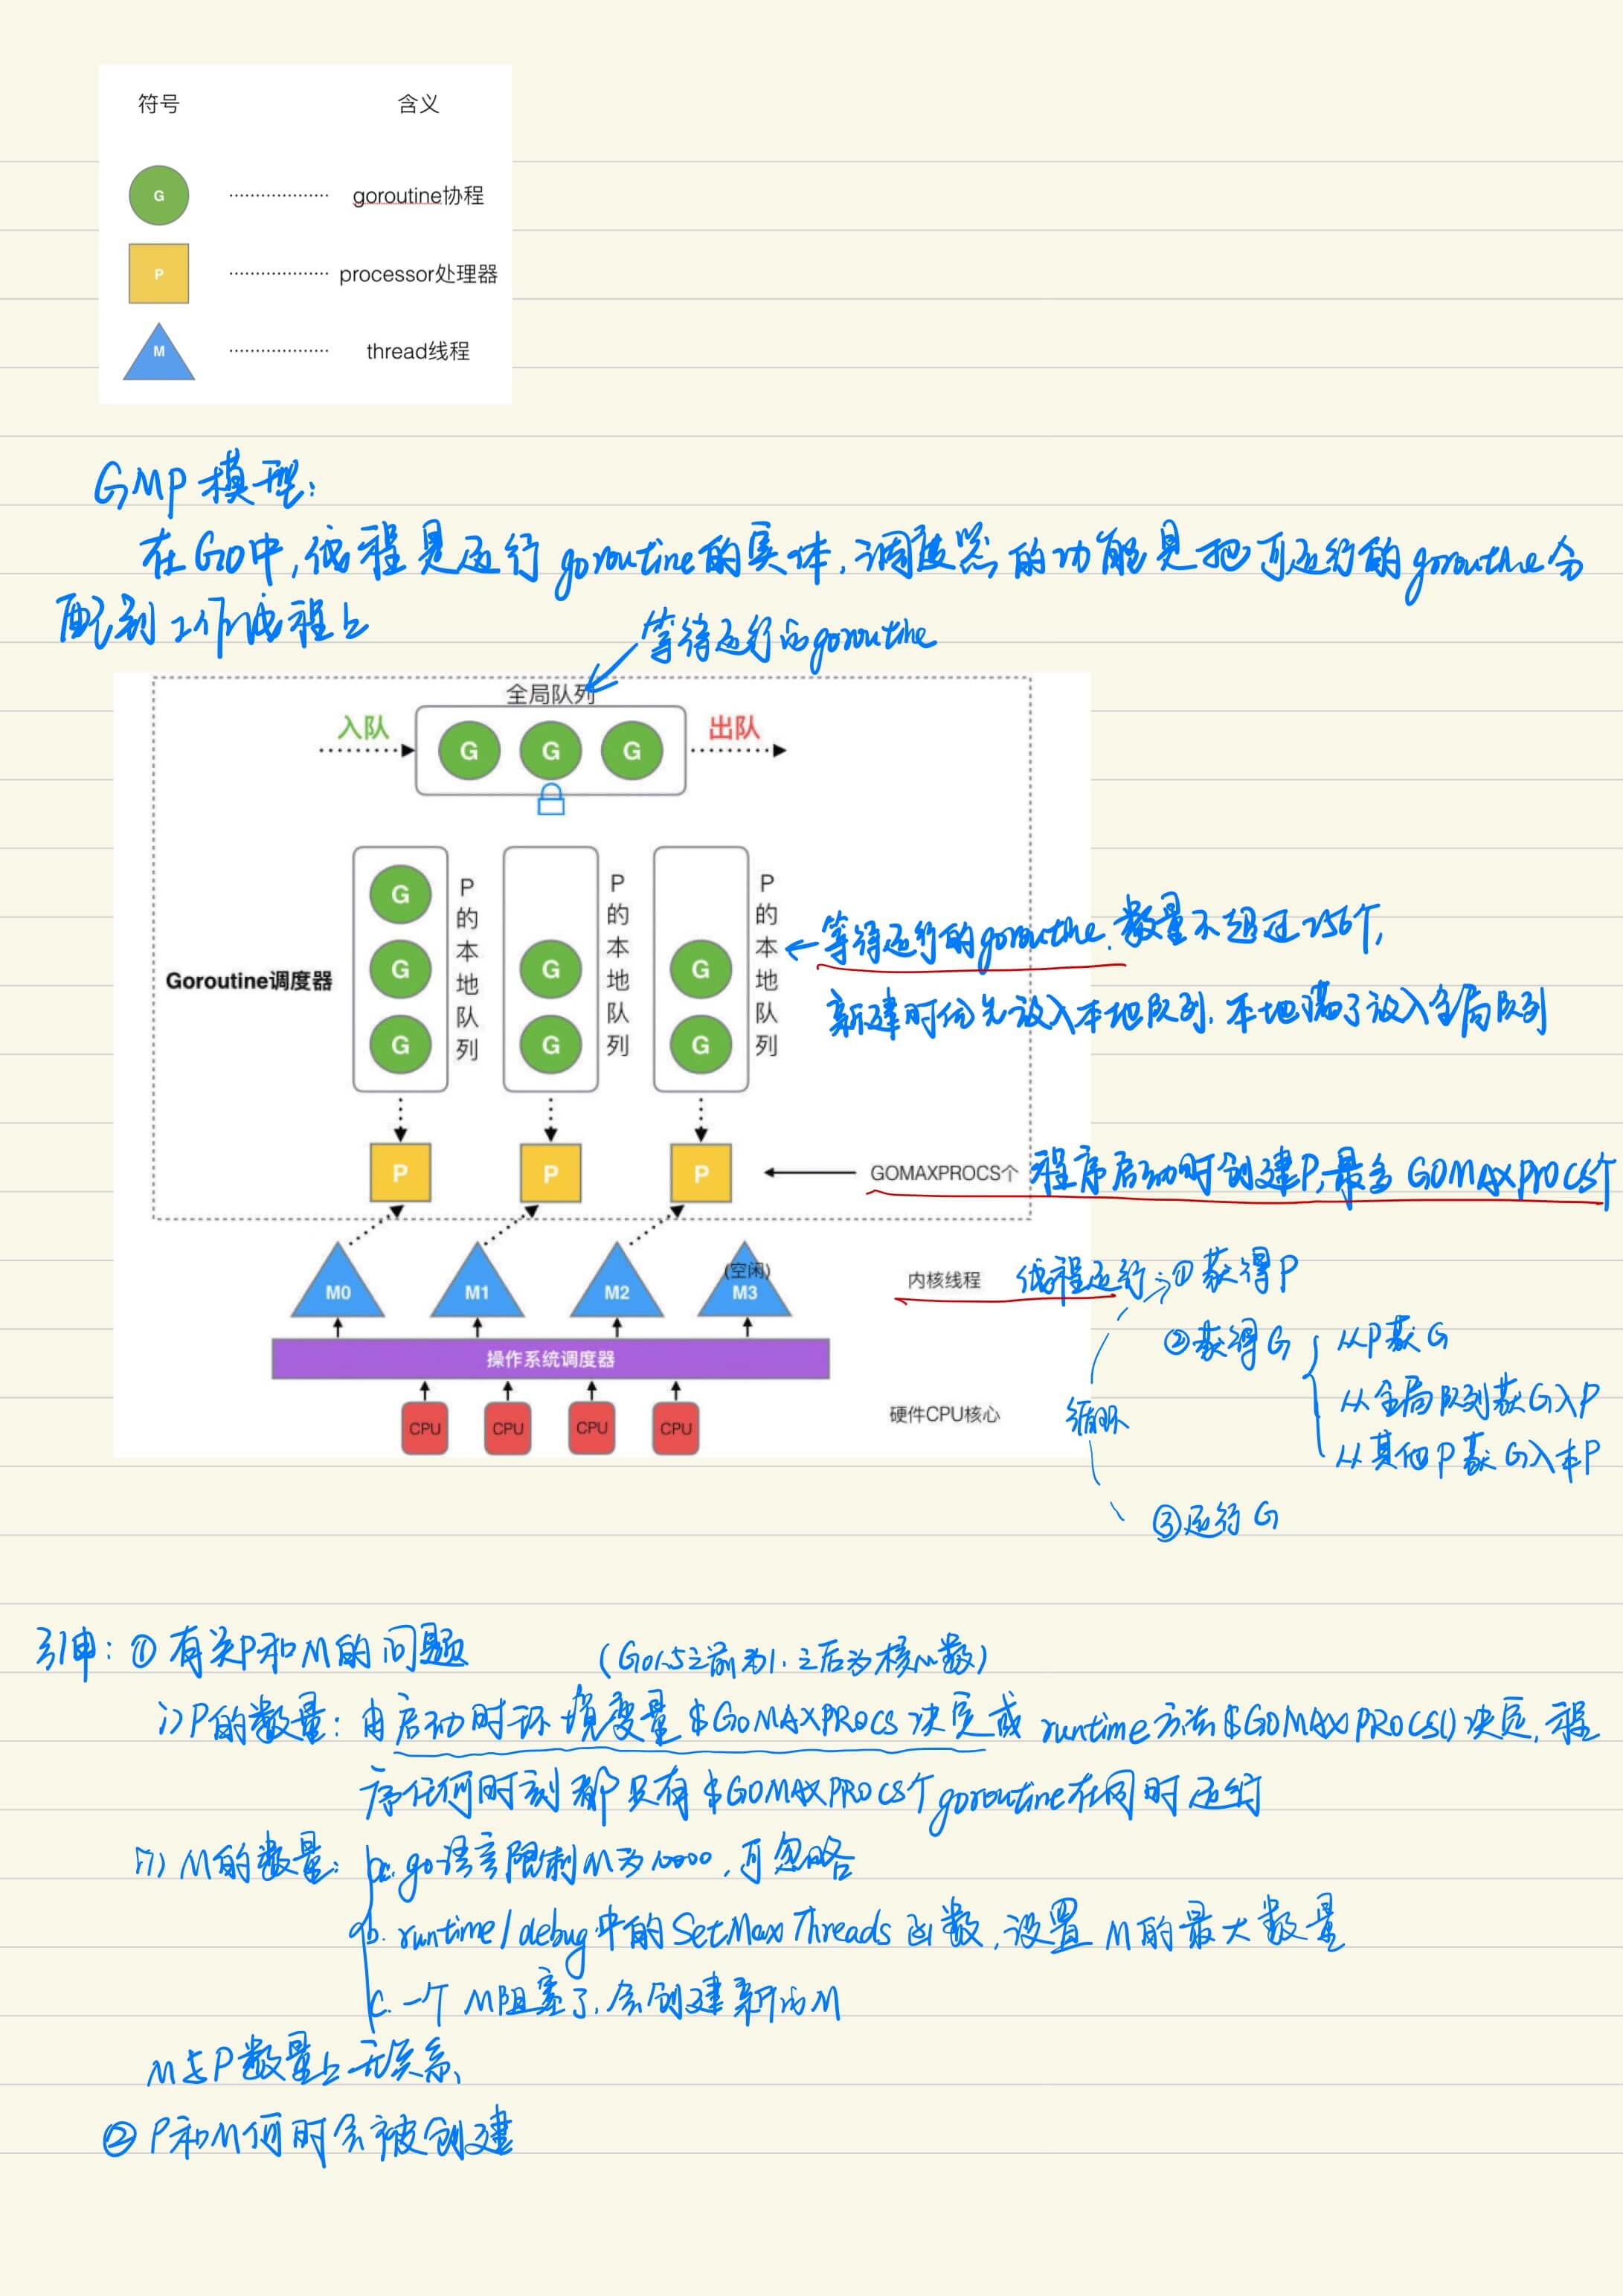 符号 含义
G goroutine协程
P processor处理器
M thread线程
GMP模型:
在Go中,线程是运行goroutine的实体,调度器的功能是把可运行的goroutine分
配到工作线程上
等待运行的goroutine
全局队列
入队 G G G 出队
G G G
G G G
G
P的本地队列 P的本地队列 P的本地队列
Goroutine调度器
等待运行的goroutine.数量不超过256个,
新建时优先放入本地队列.本地满了放入全局队列
P P P GOMAXPROCS个 程序启动时创建P,最多GOMAXPROCS个
M0 M1 M2 (空闲) M3 内核线程 线程运行:①获得P
②获得G 从P获G
从全局队列获G入P
从其他P获G入本P
循环
③运行G
操作系统调度器
CPU CPU CPU CPU 硬件CPU核心
引申:①有关P和M的问题 (Go1.5之前为1.之后为核心数)
i)P的数量:由启动时环境变量$GOMAXPROCS决定或runtime方法$GOMAXPROCS()决定,程
序任何时刻都只有$GOMAXPROCS个goroutine在同时运行
ii)M的数量: a.go语言限制M为10000,可忽略
b.runtime/debug中的SetMaxThreads函数,设置M的最大数量
c.一个M阻塞了.会创建新的M
M与P数量上无关系、
②P和M何时会被创建